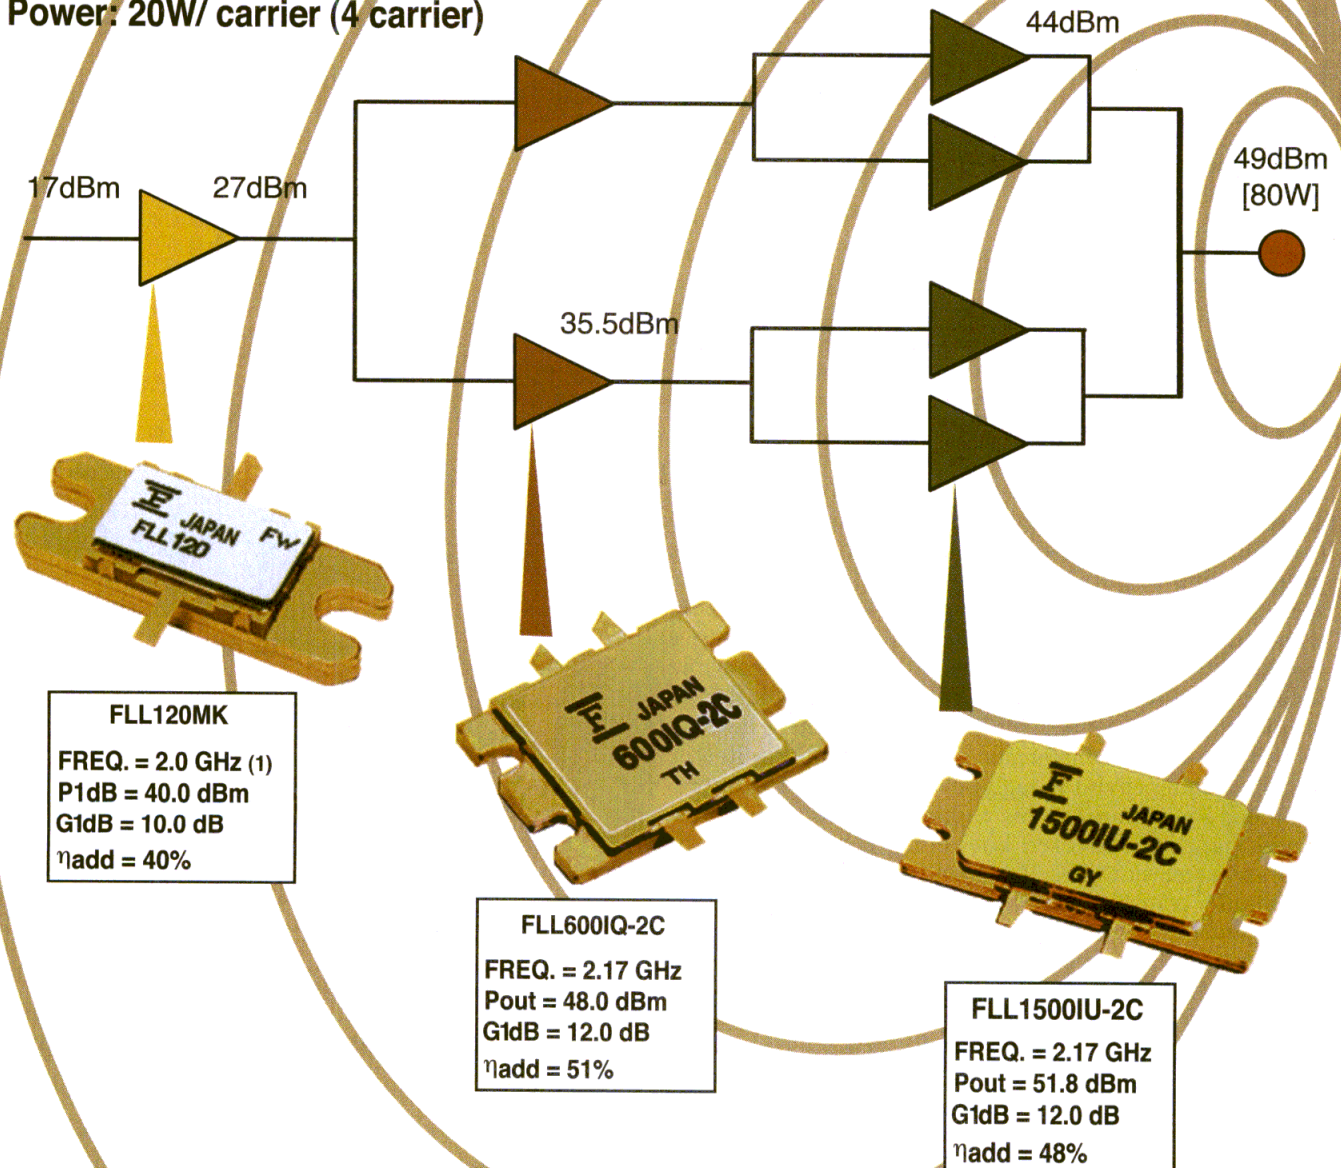 Power: 20W/ carrier (4 carrier)
44dBm
49dBm
[80W]
17dBm
27dBm
35.5dBm
JAPAN FW
FLL120
JAPAN
600IQ-2C
TH
JAPAN
1500IU-2C
GY
FLL120MK
FREQ. = 2.0 GHz (1)
P1dB = 40.0 dBm
G1dB = 10.0 dB
ηadd = 40%
FLL600IQ-2C
FREQ. = 2.17 GHz
Pout = 48.0 dBm
G1dB = 12.0 dB
ηadd = 51%
FLL1500IU-2C
FREQ. = 2.17 GHz
Pout = 51.8 dBm
G1dB = 12.0 dB
ηadd = 48%